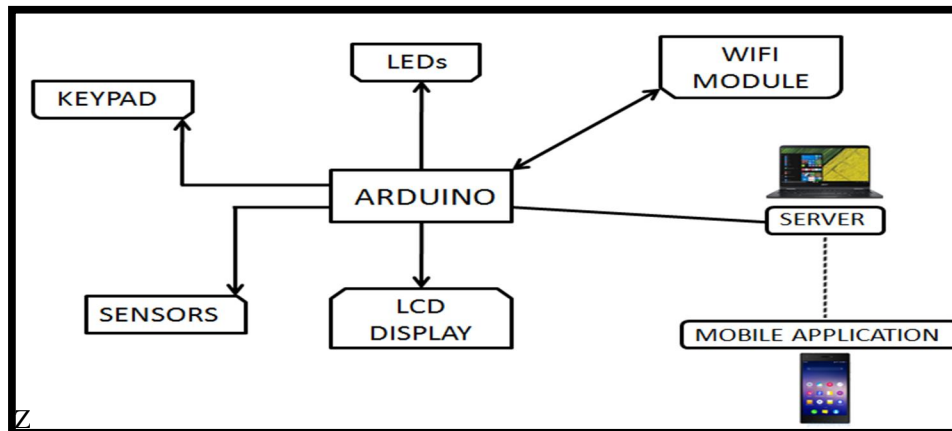 LEDs
WIFI
MODULE
KEYPAD
ARDUINO
SERVER
SENSORS
LCD
DISPLAY
MOBILE APPLICATION
Z